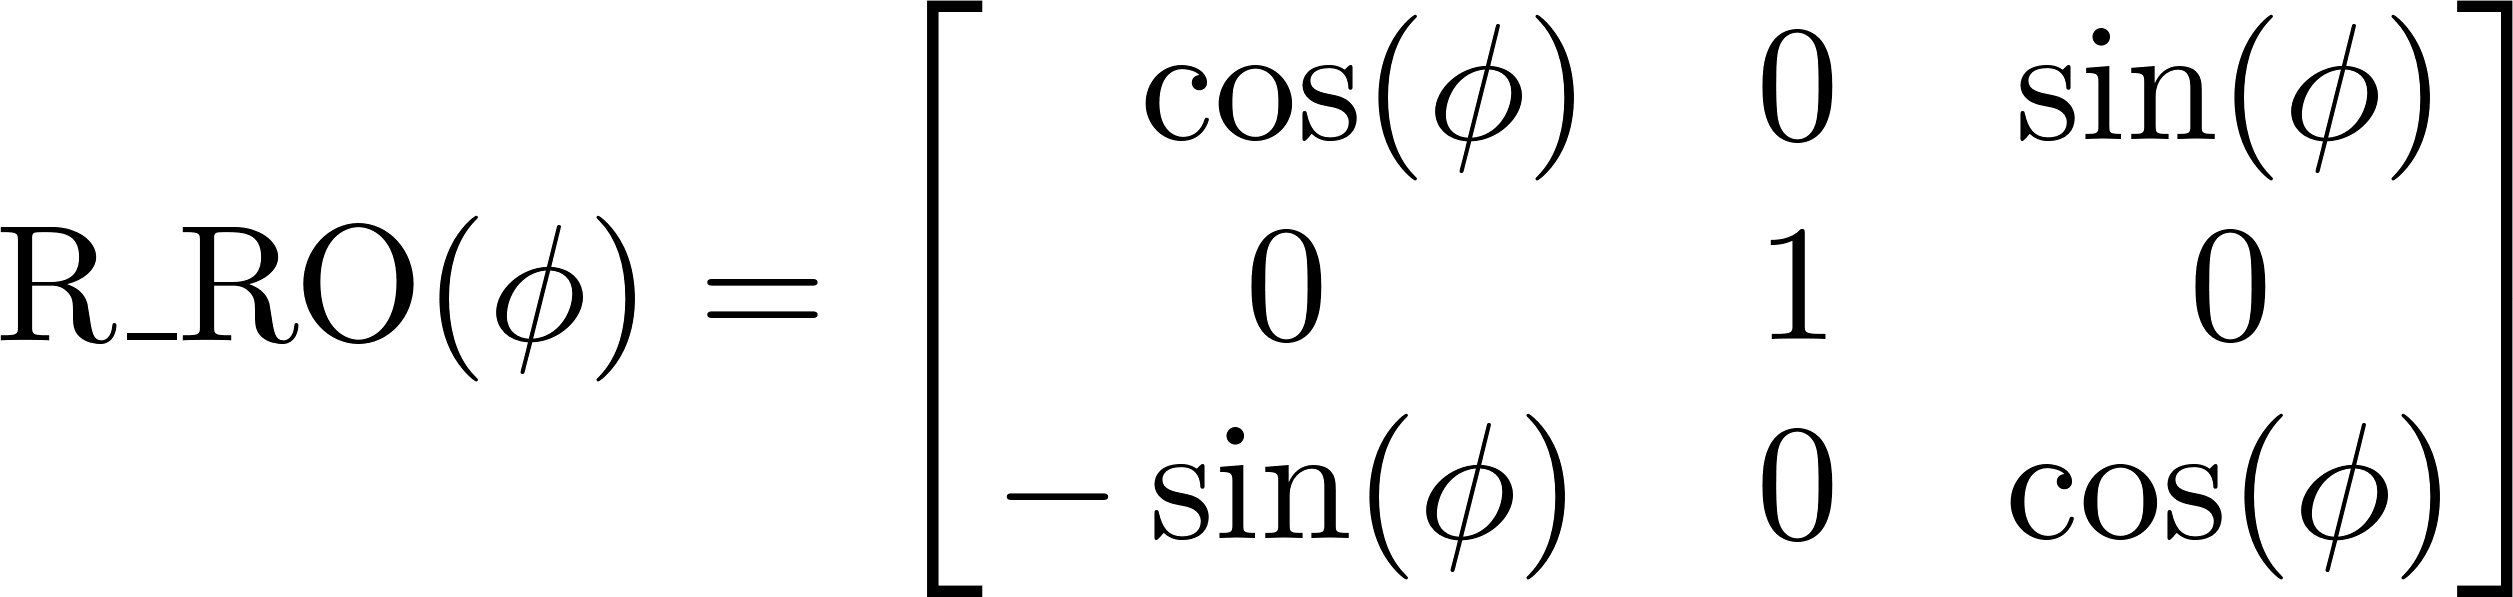 cos(ϕ) 0 sin(ϕ)
R_RO(ϕ) = [ 0 1 0 ]
− sin(ϕ) 0 cos(ϕ)